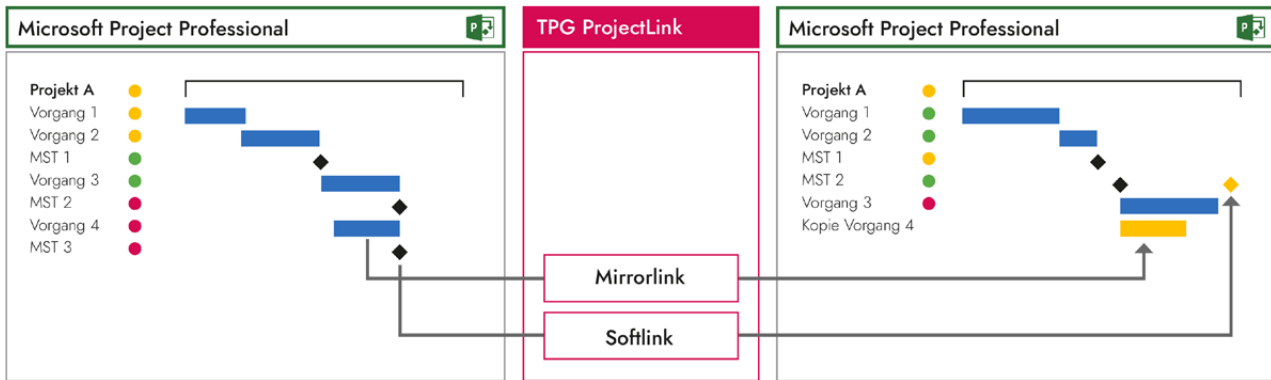 Microsoft Project Professional
P
TPG ProjectLink
Microsoft Project Professional
P
Projekt A
Vorgang 1
Vorgang 2
MST 1
Vorgang 3
MST 2
Vorgang 4
MST 3
Mirrorlink
Softlink
Projekt A
Vorgang 1
Vorgang 2
MST 1
MST 2
Vorgang 3
Kopie Vorgang 4